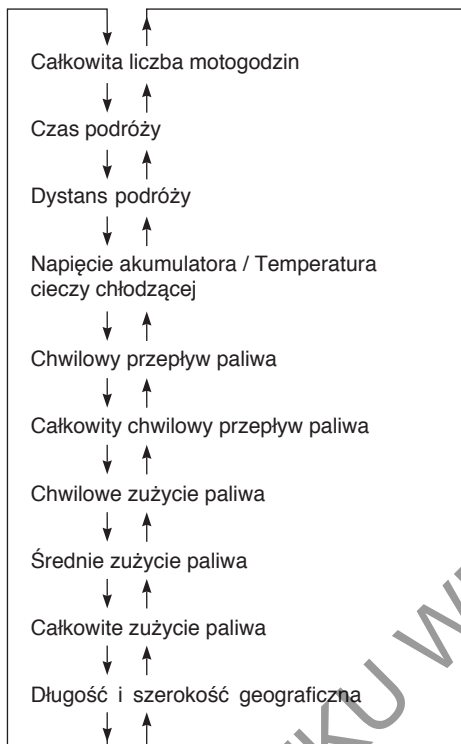 Całkowita liczba motogodzin
Czas podróży
Dystans podróży
Napięcie akumulatora / Temperatura
cieczy chłodzącej
Chwilowy przepływ paliwa
Całkowity chwilowy przepływ paliwa
Chwilowe zużycie paliwa
Średnie zużycie paliwa
Całkowite zużycie paliwa
Długość i szerokość geograficzna